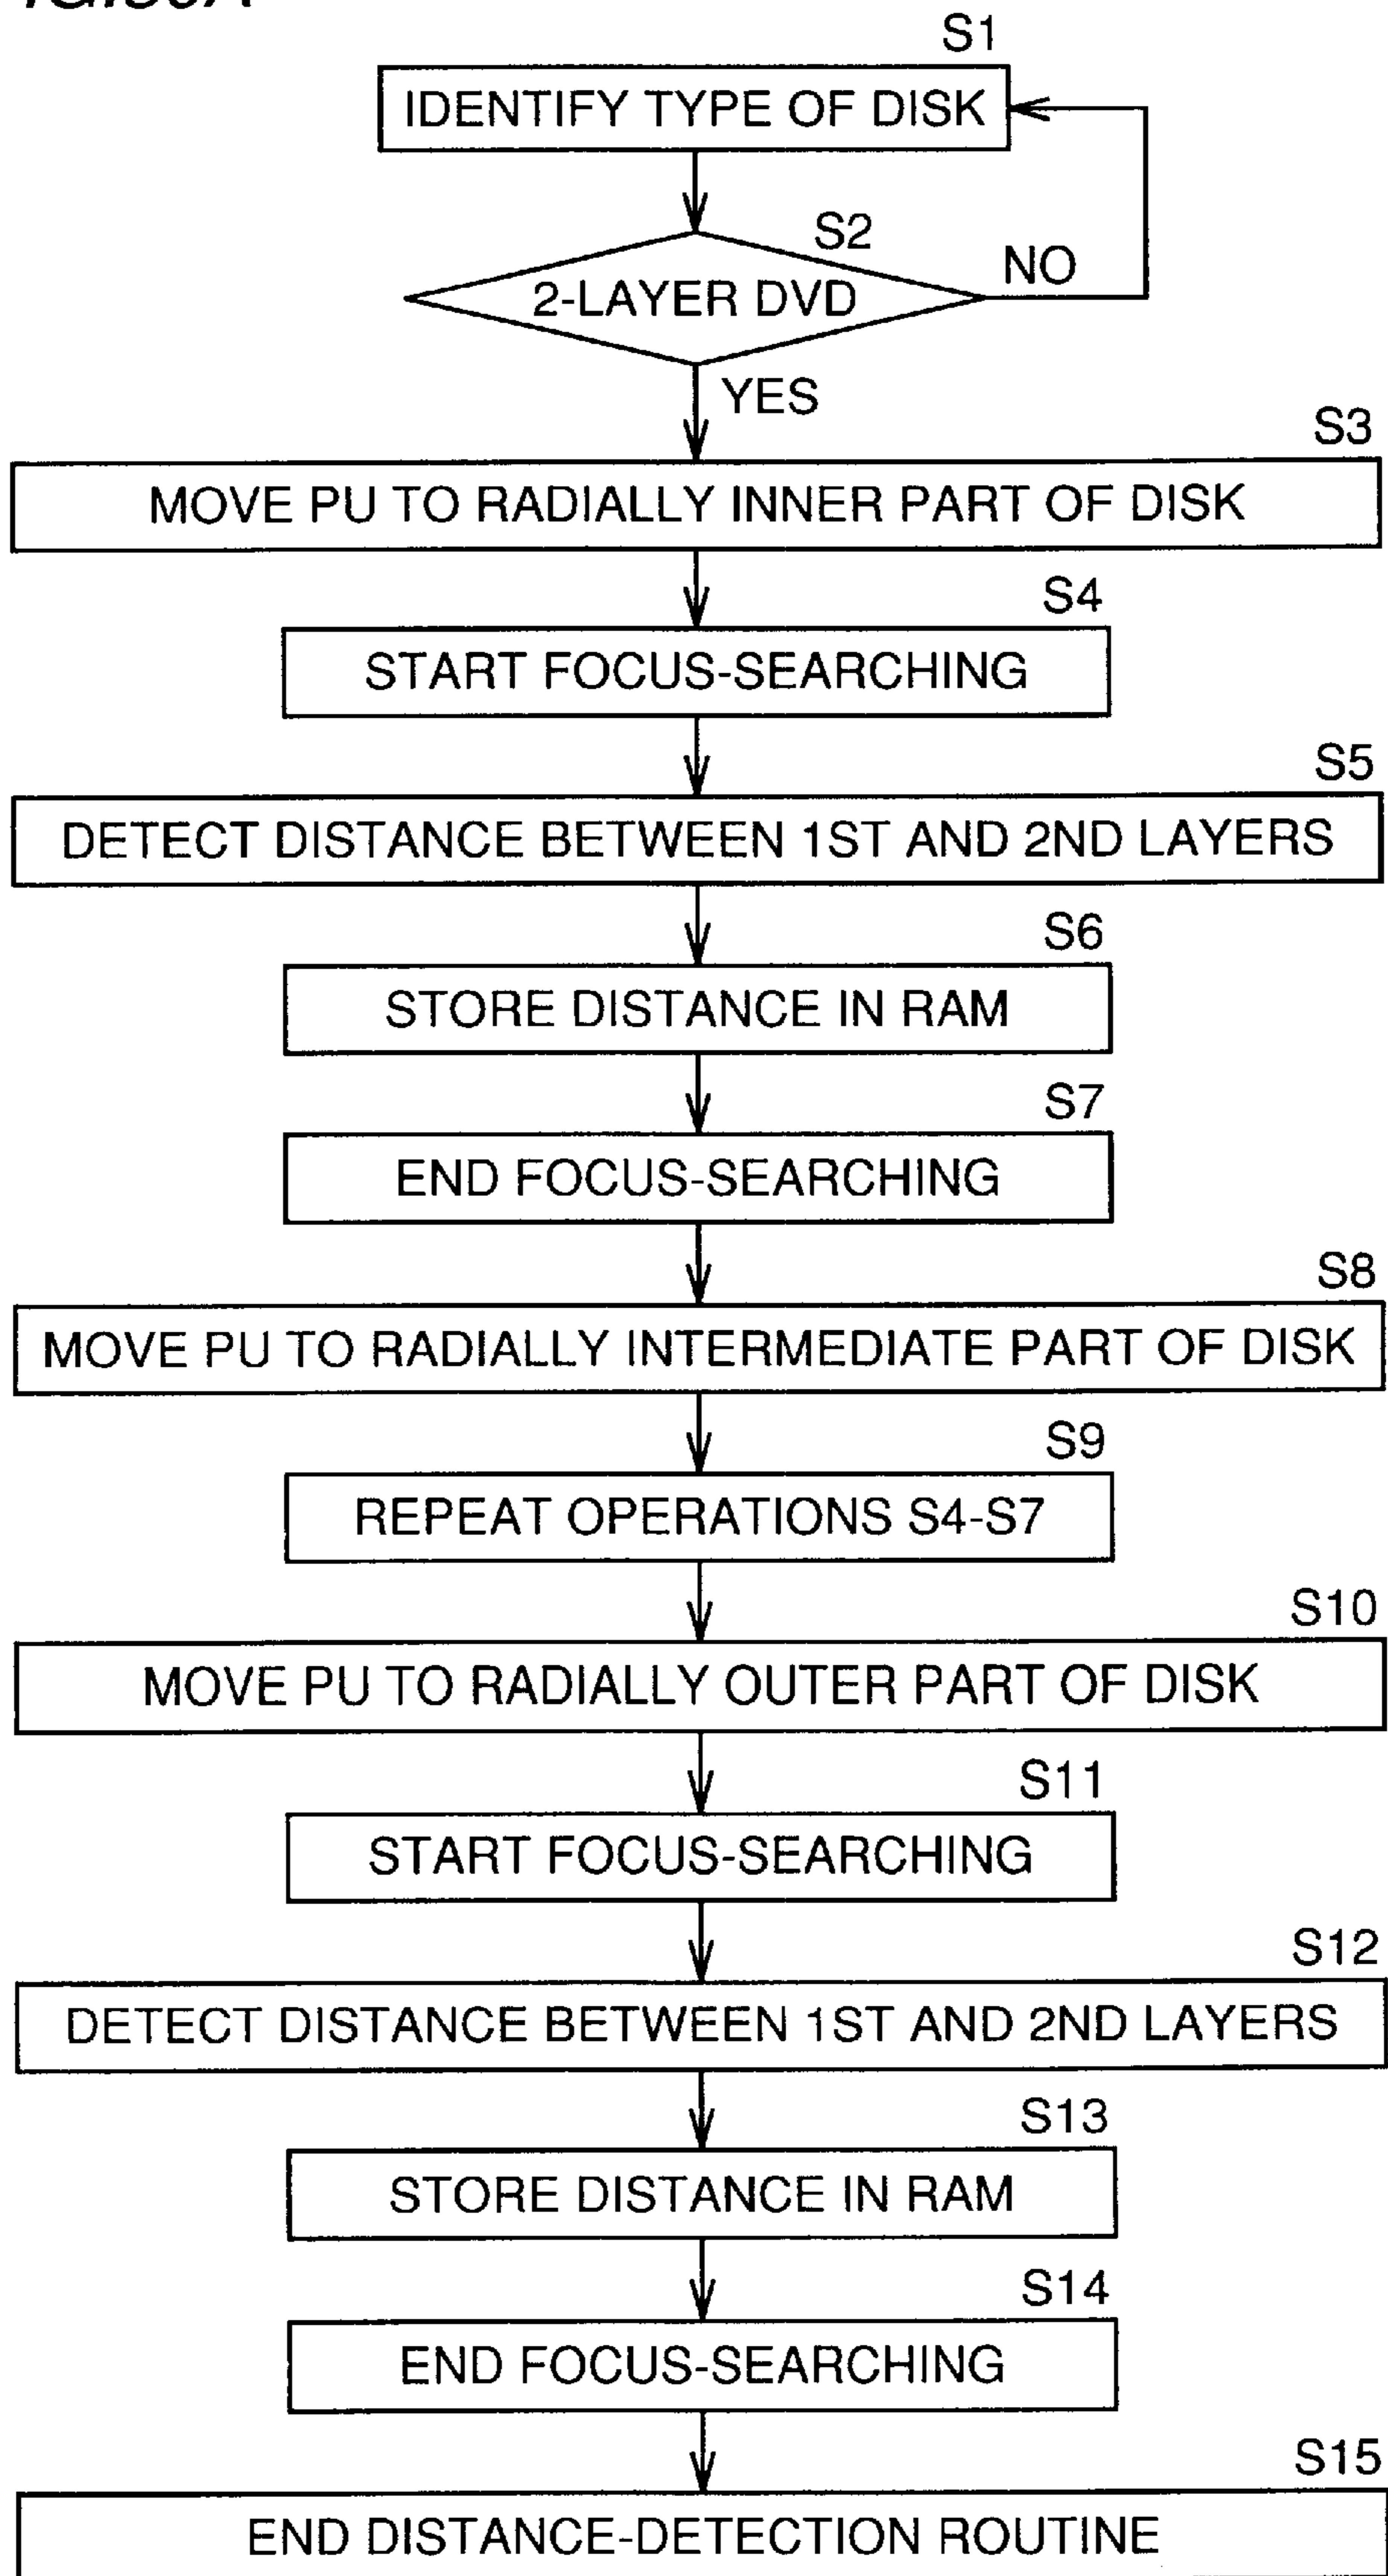 S1
IDENTIFY TYPE OF DISK
S2
2-LAYER DVD
NO
YES
S3
MOVE PU TO RADIALLY INNER PART OF DISK
S4
START FOCUS-SEARCHING
S5
DETECT DISTANCE BETWEEN 1ST AND 2ND LAYERS
S6
STORE DISTANCE IN RAM
S7
END FOCUS-SEARCHING
S8
MOVE PU TO RADIALLY INTERMEDIATE PART OF DISK
S9
REPEAT OPERATIONS S4-S7
S10
MOVE PU TO RADIALLY OUTER PART OF DISK
S11
START FOCUS-SEARCHING
S12
DETECT DISTANCE BETWEEN 1ST AND 2ND LAYERS
S13
STORE DISTANCE IN RAM
S14
END FOCUS-SEARCHING
S15
END DISTANCE-DETECTION ROUTINE